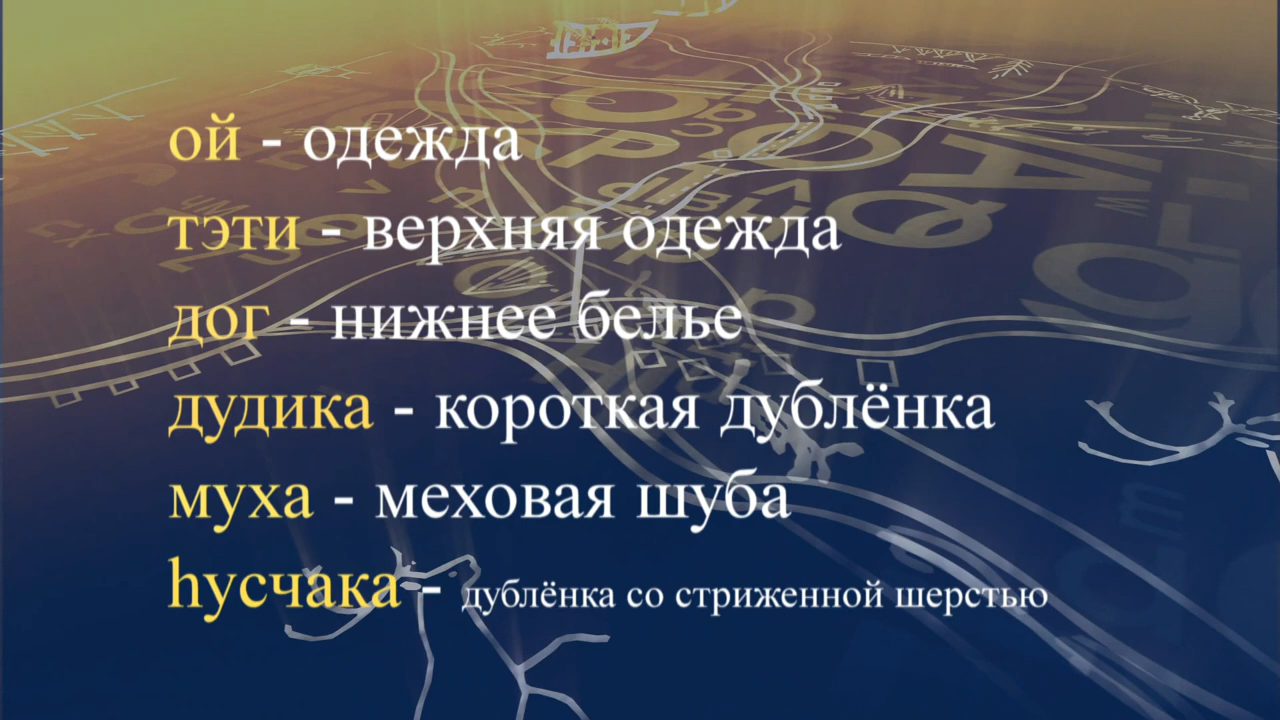 ой - одежда
тэти - верхняя одежда
дог - нижнее белье
дудика - короткая дублёнка
муха - меховая шуба
һусчака - дублёнка со стриженной шерстью